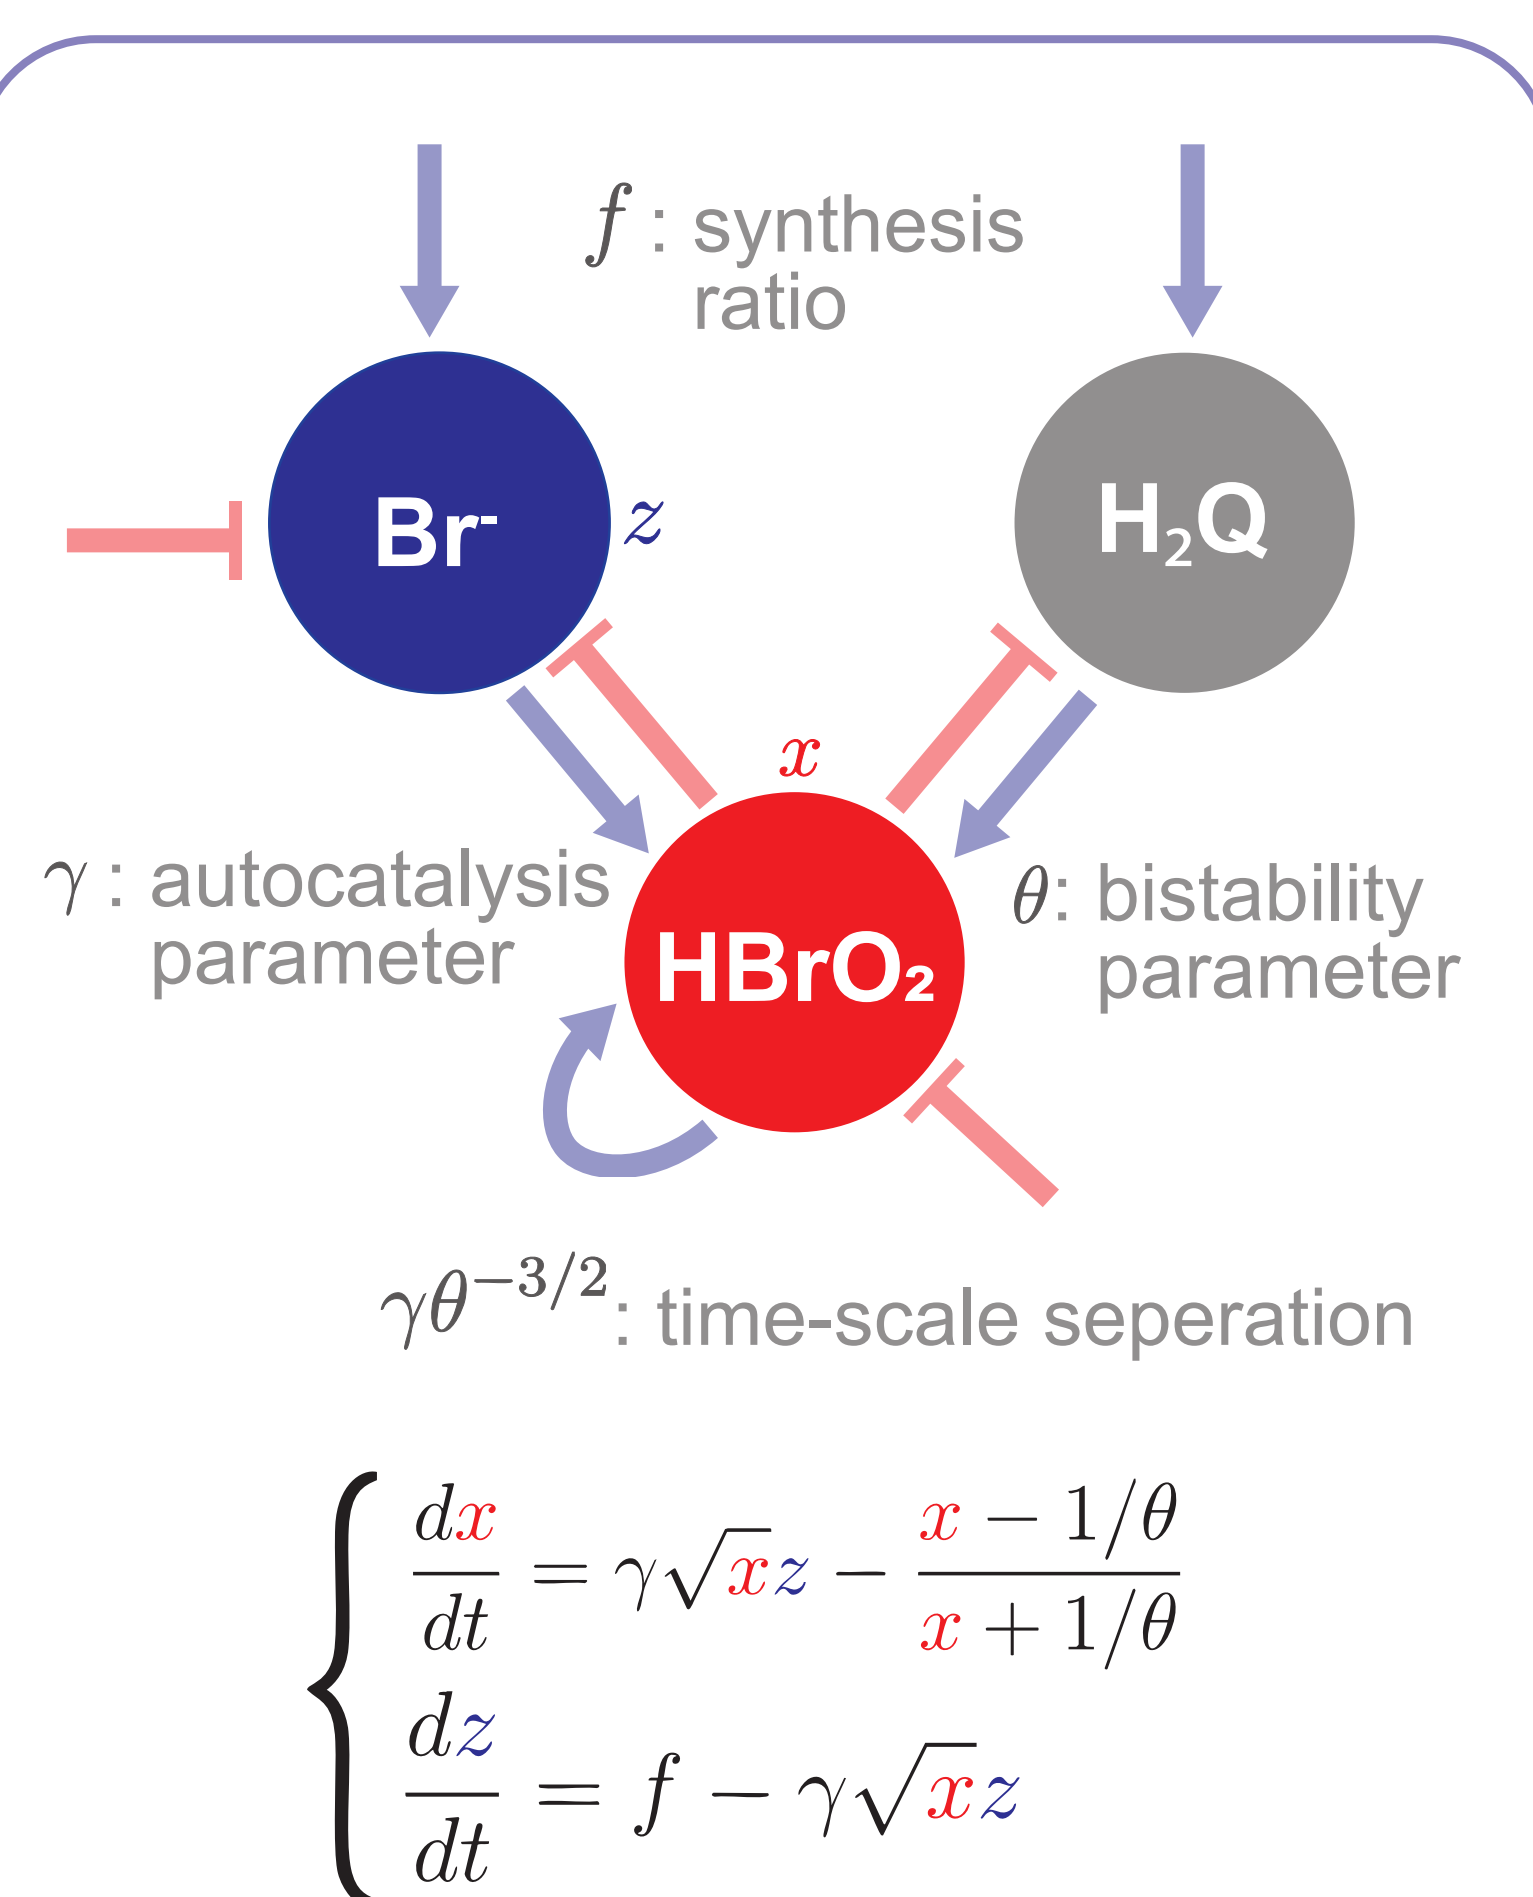 f : synthesis
ratio
Br⁻
z
H₂Q
x
γ : autocatalysis
parameter
θ: bistability
parameter
HBrO₂
γθ^{-3/2}: time-scale seperation
dx/dt = γ√x z − (x − 1/θ)/(x + 1/θ)
dz/dt = f − γ√x z